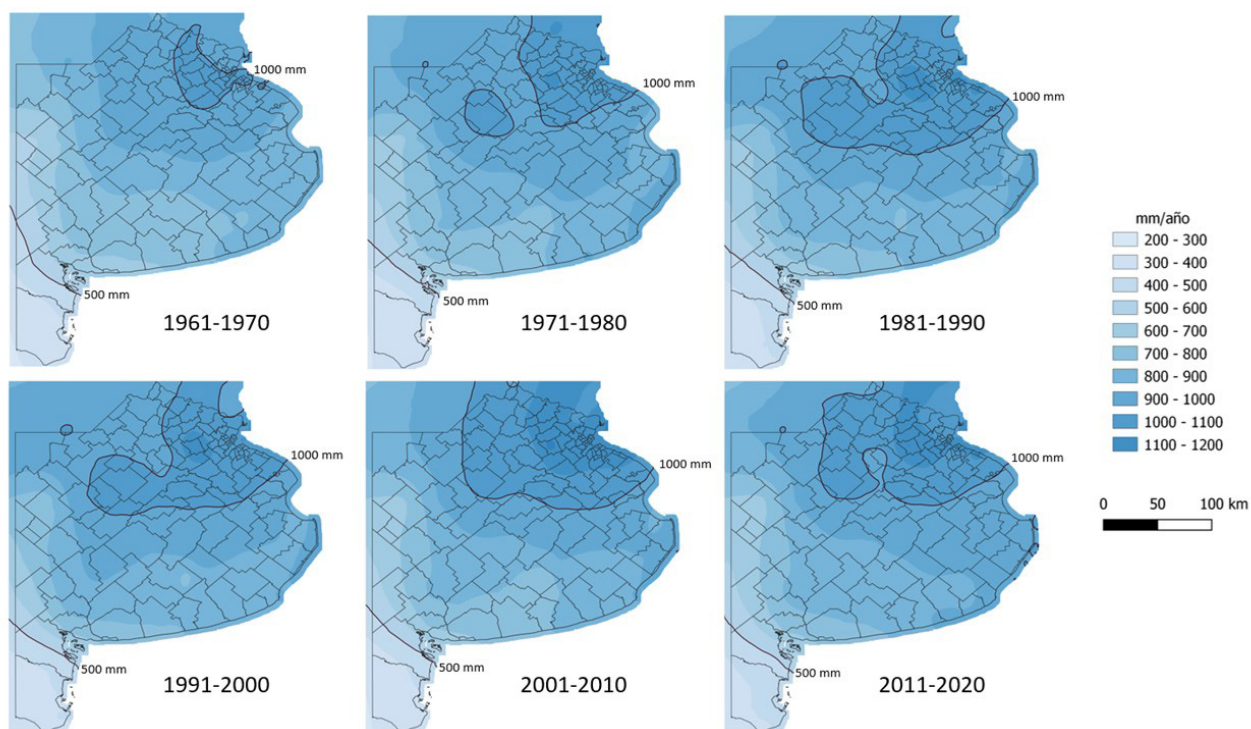 1000 mm
500 mm
1961-1970
1000 mm
500 mm
1971-1980
1000 mm
500 mm
1981-1990
1000 mm
500 mm
1991-2000
1000 mm
500 mm
2001-2010
1000 mm
500 mm
2011-2020
mm/año
200 - 300
300 - 400
400 - 500
500 - 600
600 - 700
700 - 800
800 - 900
900 - 1000
1000 - 1100
1100 - 1200
0 50 100 km